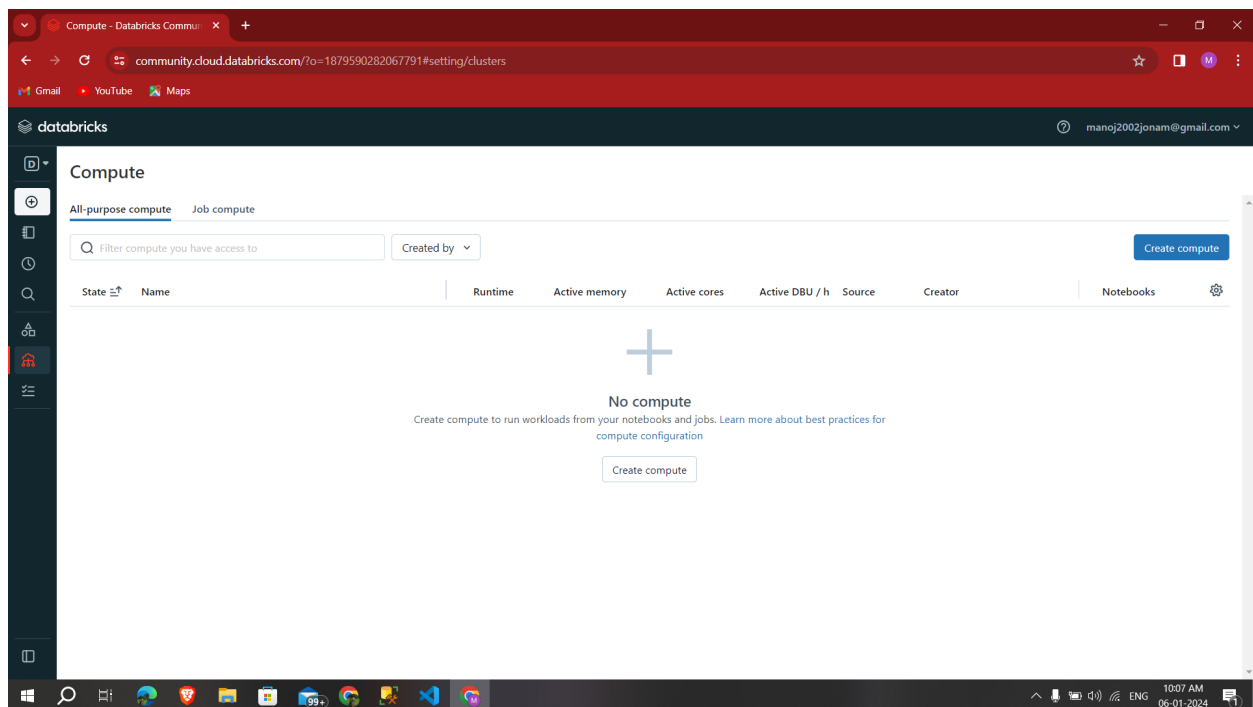 Compute - Databricks Commun
community.cloud.databricks.com/?o=1879590282067791#setting/clusters
M
Gmail YouTube Maps
databricks
manoj2002jonam@gmail.com
D
Compute
All-purpose compute Job compute
Filter compute you have access to Created by Create compute
State Name Runtime Active memory Active cores Active DBU / h Source Creator Notebooks
No compute
Create compute to run workloads from your notebooks and jobs. Learn more about best practices for
compute configuration
Create compute
99+ M ENG 10:07 AM
06-01-2024 1